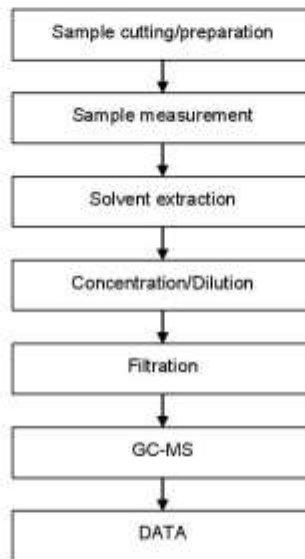 Sample cutting/preparation
Sample measurement
Solvent extraction
Concentration/Dilution
Filtration
GC-MS
DATA